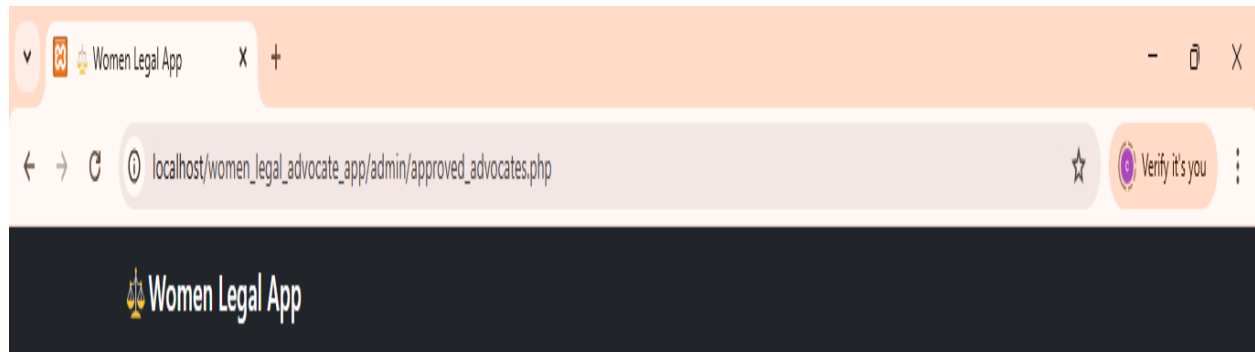 Women Legal App
localhost/women_legal_advocate_app/admin/approved_advocates.php
Verify it's you
Women Legal App